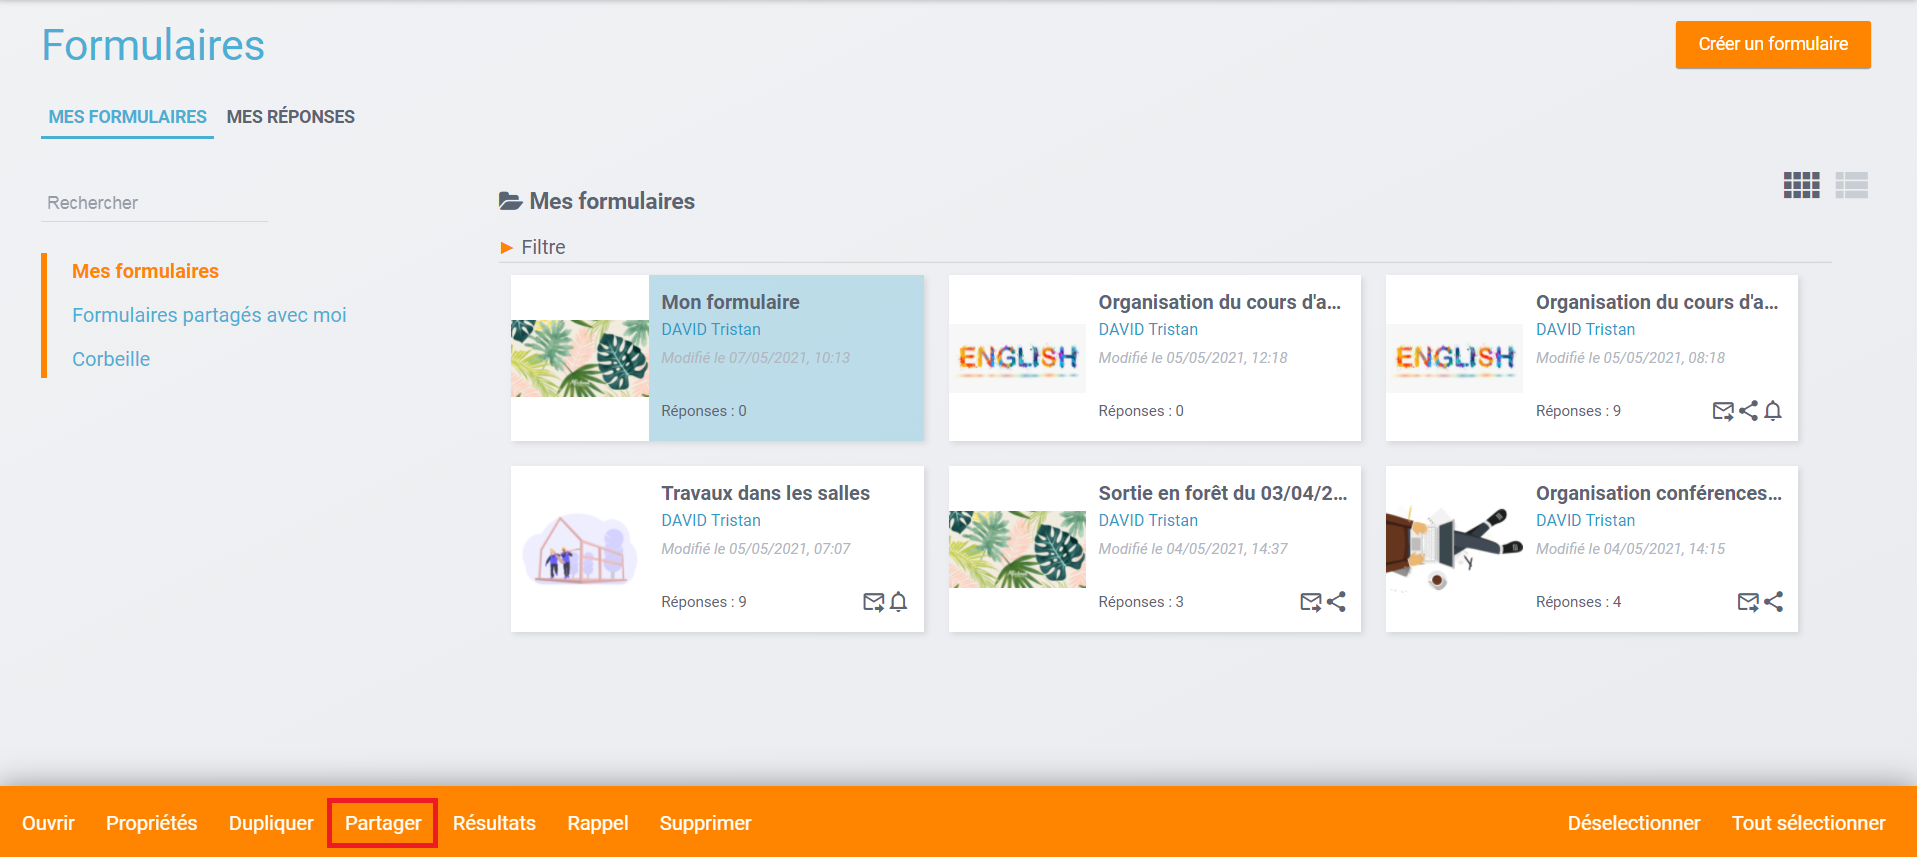 Formulaires
Créer un formulaire
MES FORMULAIRES MES RÉPONSES
Rechercher
Mes formulaires
Formulaires partagés avec moi
Corbeille
Mes formulaires
Filtre
Mon formulaire
DAVID Tristan
Modifié le 07/05/2021, 10:13
Réponses : 0
Organisation du cours d'a...
DAVID Tristan
Modifié le 05/05/2021, 12:18
Réponses : 0
ENGLISH
Organisation du cours d'a...
DAVID Tristan
Modifié le 05/05/2021, 08:18
Réponses : 9
ENGLISH
Travaux dans les salles
DAVID Tristan
Modifié le 05/05/2021, 07:07
Réponses : 9
Sortie en forêt du 03/04/2...
DAVID Tristan
Modifié le 04/05/2021, 14:37
Réponses : 3
Organisation conférences...
DAVID Tristan
Modifié le 04/05/2021, 14:15
Réponses : 4
Ouvrir Propriétés Dupliquer Partager Résultats Rappel Supprimer Déselectionner Tout sélectionner